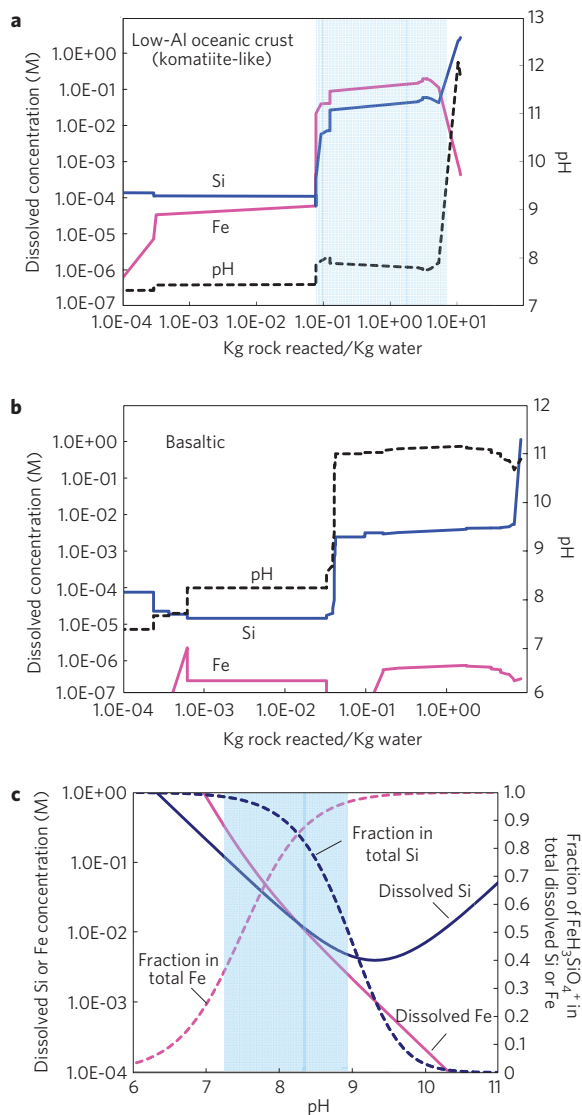 a
Low-Al oceanic crust
(komatiite-like)
Dissolved concentration (M)
1.0E+00
1.0E-01
1.0E-02
1.0E-03
1.0E-04
1.0E-05
1.0E-06
1.0E-07
Si
Fe
pH
13
12
11
10
9
8
7
pH
1.0E-04 1.0E-03 1.0E-02 1.0E-01 1.0E+00 1.0E+01
Kg rock reacted/Kg water
b
Basaltic
Dissolved concentration (M)
1.0E+00
1.0E-01
1.0E-02
1.0E-03
1.0E-04
1.0E-05
1.0E-06
1.0E-07
pH
Si
Fe
12
11
10
9
8
7
6
pH
1.0E-04 1.0E-03 1.0E-02 1.0E-01 1.0E+00
Kg rock reacted/Kg water
c
Dissolved Si or Fe concentration (M)
1.0E+00
1.0E-01
1.0E-02
1.0E-03
1.0E-04
Fraction in
total Si
Dissolved Si
Fraction in
total Fe
Dissolved Fe
1.0
0.9
0.8
0.7
0.6
0.5
0.4
0.3
0.2
0.1
0
Fraction of FeH₃SiO₄⁺ in
total dissolved Si or Fe
6 7 8 9 10 11
pH